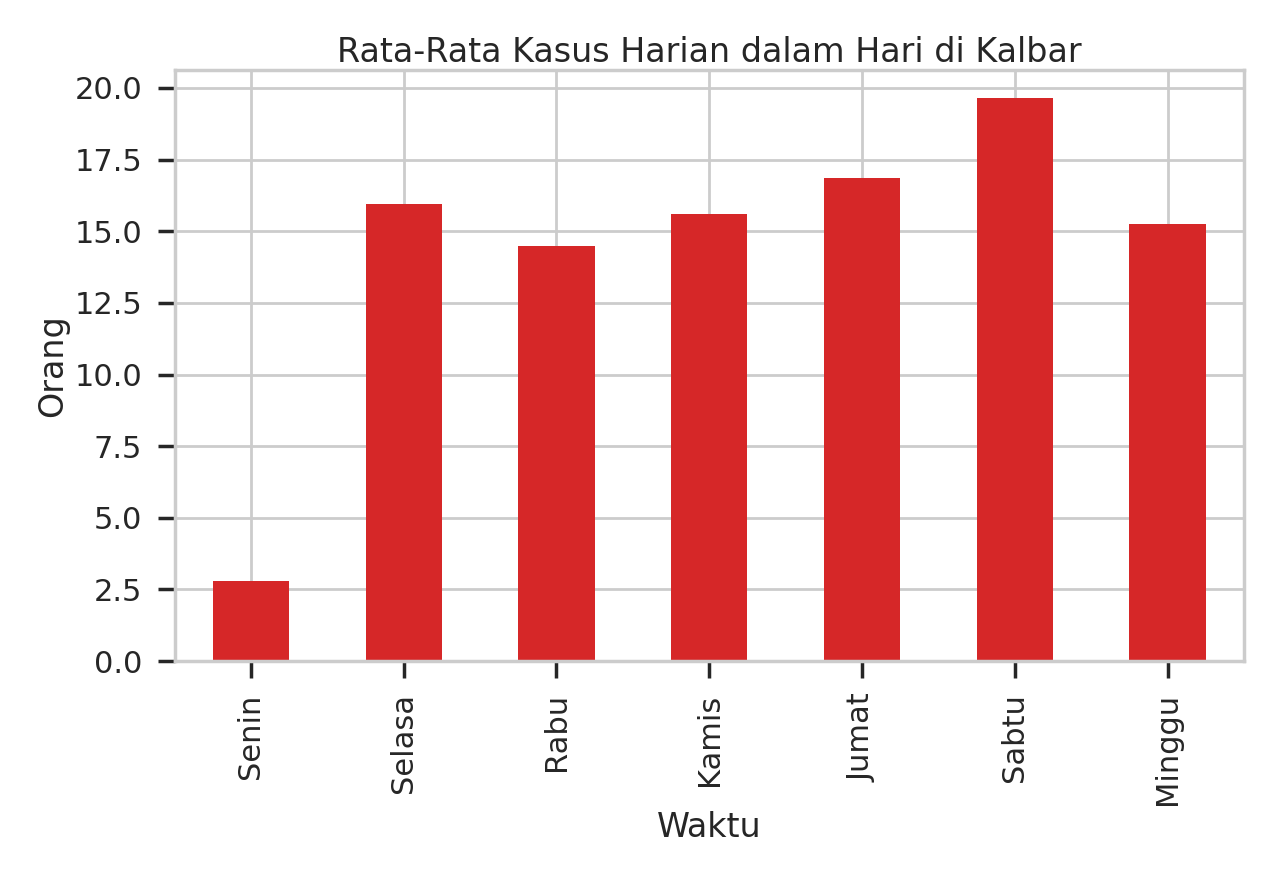 Rata-Rata Kasus Harian dalam Hari di Kalbar
20.0
17.5
15.0
12.5
10.0
7.5
5.0
2.5
0.0
Orang
Senin
Selasa
Rabu
Kamis
Jumat
Sabtu
Minggu
Waktu